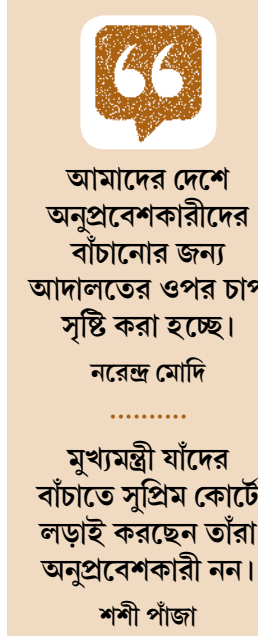 আমাদের দেশে
অনুপ্রবেশকারীদের
বাঁচানোর জন্য
আদালতের ওপর চাপ
সৃষ্টি করা হচ্ছে।
নরেন্দ্র মোদি
মুখ্যমন্ত্রী যাঁদের
বাঁচাতে সুপ্রিম কোর্টে
লড়াই করছেন তাঁরা
অনুপ্রবেশকারী নন।
শশী পাঁজা